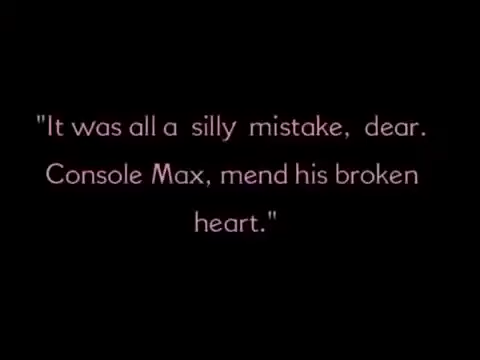 "It was all a silly mistake, dear.
Console Max, mend his broken
heart."